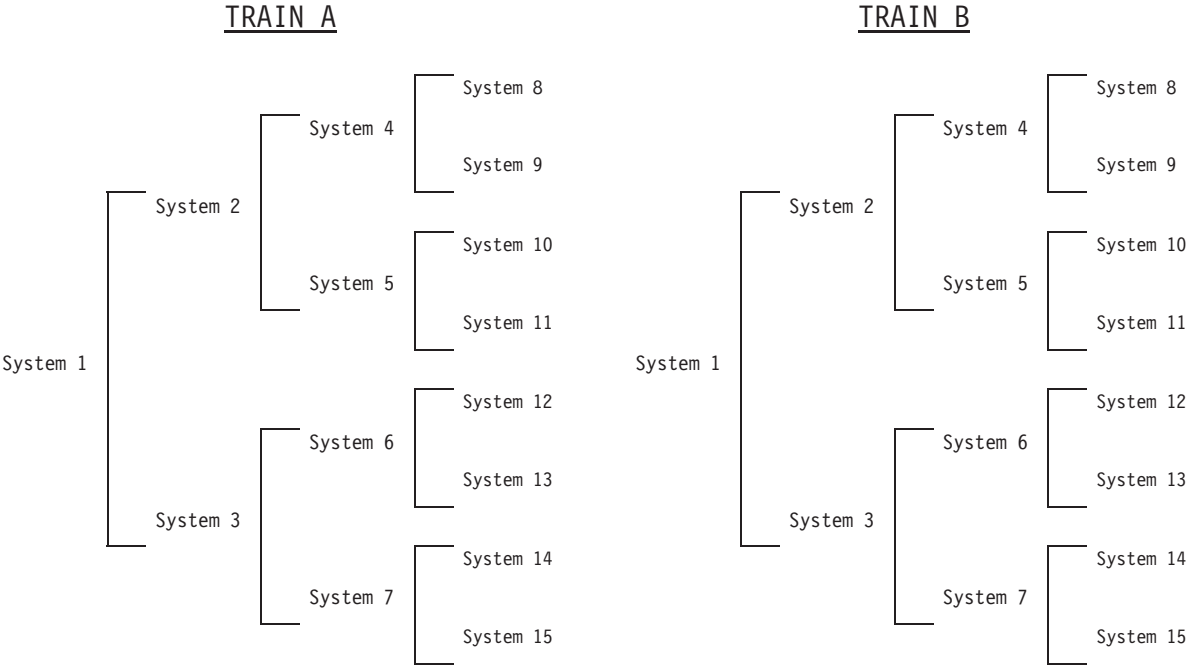 TRAIN A
System 8
System 4
System 9
System 2
System 10
System 5
System 11
System 1
System 12
System 6
System 13
System 3
System 14
System 7
System 15
TRAIN B
System 8
System 4
System 9
System 2
System 10
System 5
System 11
System 1
System 12
System 6
System 13
System 3
System 14
System 7
System 15